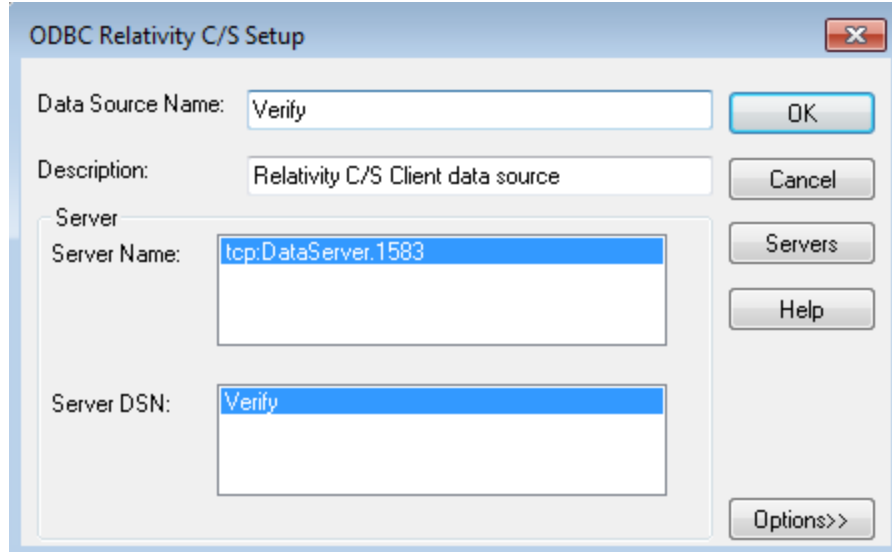 ODBC Relativity C/S Setup
Data Source Name: Verify
OK
Description: Relativity C/S Client data source
Cancel
Server
Server Name: tcp:DataServer.1583
Servers
Help
Server DSN: Verify
Options>>